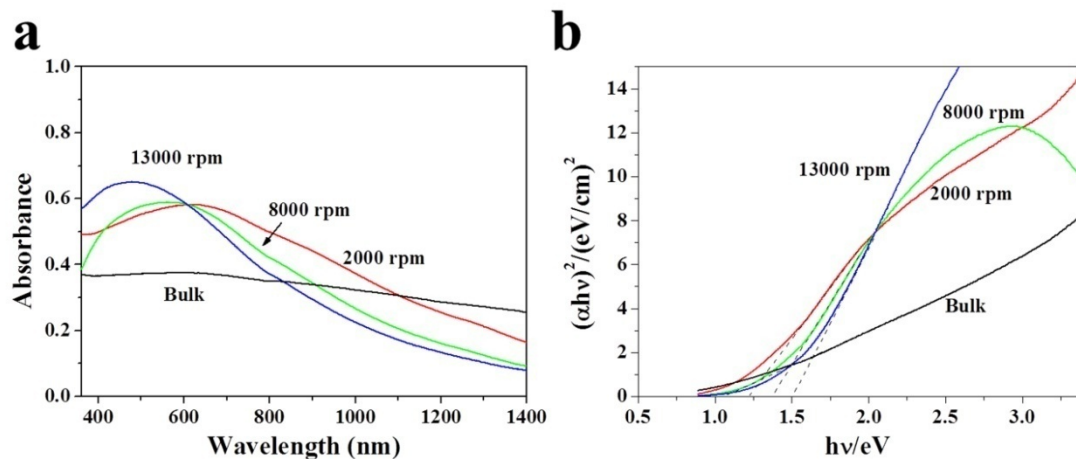 a
1.0
0.8
0.6
0.4
0.2
0.0
Absorbance
13000 rpm
8000 rpm
2000 rpm
Bulk
400 600 800 1000 1200 1400
Wavelength (nm)
b
14
12
10
8
6
4
2
0
(αhν)²/(eV/cm)²
8000 rpm
13000 rpm
2000 rpm
Bulk
0.5 1.0 1.5 2.0 2.5 3.0
hν/eV